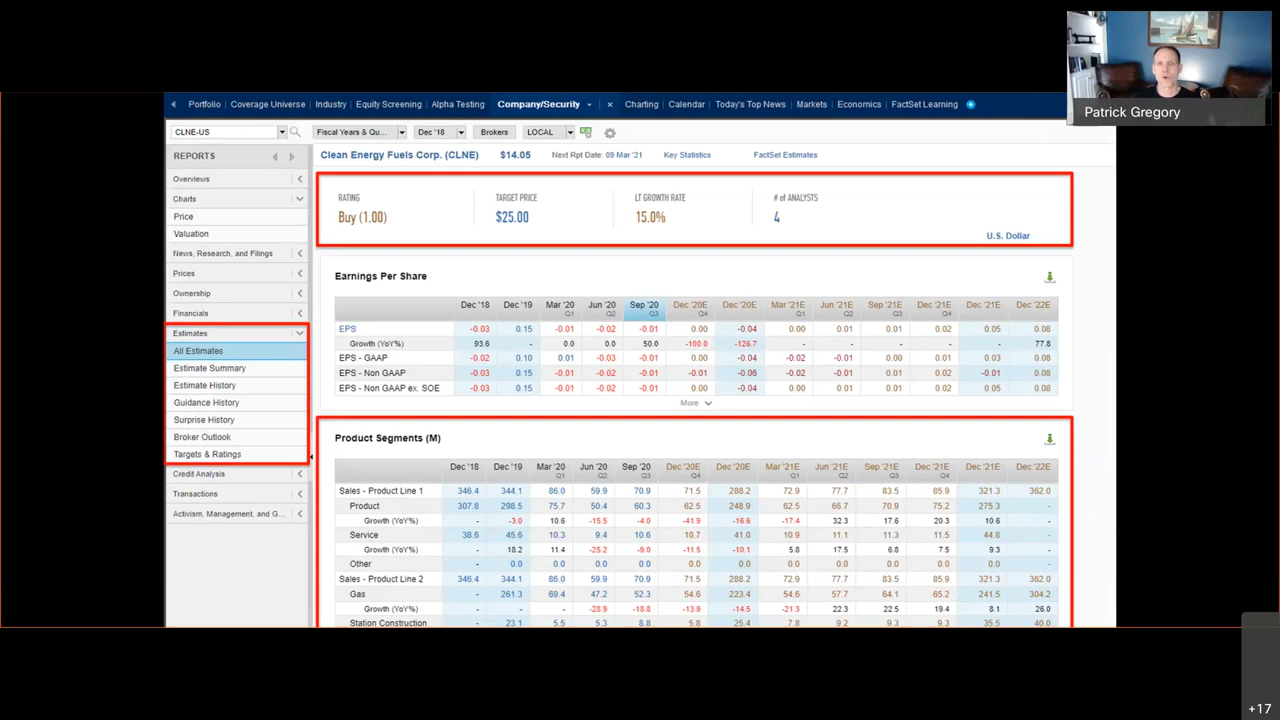 Patrick Gregory
Portfolio Coverage Universe Industry Equity Screening Alpha Testing Company/Security × Charting Calendar Today's Top News Markets Economics FactSet Learning
CLNE-US Fiscal Years & Qu... Dec '18 Brokers LOCAL
REPORTS
Overviews
Charts
Price
Valuation
News, Research, and Filings
Prices
Ownership
Financials
Estimates
All Estimates
Estimate Summary
Estimate History
Guidance History
Surprise History
Broker Outlook
Targets & Ratings
Credit Analysis
Transactions
Activism, Management, and G...
Clean Energy Fuels Corp. (CLNE) $14.05 Next Rpt Date: 09 Mar '21 Key Statistics FactSet Estimates
RATING TARGET PRICE LT GROWTH RATE # of ANALYSTS
Buy (1.00) $25.00 15.0% 4
U.S. Dollar
Earnings Per Share
Dec '18 Dec '19 Mar '20 Jun '20 Sep '20 Dec '20E Dec '20E Mar '21E Jun '21E Sep '21E Dec '21E Dec '21E Dec '22E
Q1 Q2 Q3 Q4 Q1 Q2 Q3 Q4
EPS -0.03 0.15 -0.01 -0.02 -0.01 0.00 -0.04 0.00 0.01 0.01 0.02 0.05 0.08
Growth (YoY%) 93.6 - 0.0 0.0 50.0 -100.0 -126.7 - - - - - 77.8
EPS - GAAP -0.02 0.10 0.01 -0.03 -0.01 0.00 -0.04 -0.02 -0.01 0.00 0.01 0.03 0.08
EPS - Non GAAP -0.03 0.15 -0.01 -0.02 -0.01 -0.01 -0.06 -0.02 -0.01 0.00 0.01 -0.01 0.08
EPS - Non GAAP ex. SOE -0.03 0.15 -0.01 -0.02 -0.01 0.00 -0.04 0.00 0.01 0.01 0.02 0.05 0.08
More
Product Segments (M)
Dec '18 Dec '19 Mar '20 Jun '20 Sep '20 Dec '20E Dec '20E Mar '21E Jun '21E Sep '21E Dec '21E Dec '21E Dec '22E
Q1 Q2 Q3 Q4 Q1 Q2 Q3 Q4
Sales - Product Line 1 346.4 344.1 86.0 59.9 70.9 71.5 288.2 72.9 77.7 83.5 85.9 321.3 362.0
Product 307.8 298.5 75.7 50.4 60.3 62.5 248.9 62.5 66.7 70.9 75.2 275.3 -
Growth (YoY%) - -3.0 10.6 -15.5 -4.0 -41.9 -16.6 -17.4 32.3 17.6 20.3 10.6 -
Service 38.6 45.6 10.3 9.4 10.6 10.7 41.0 10.9 11.1 11.3 11.5 44.8 -
Growth (YoY%) - 18.2 11.4 -25.2 -9.0 -11.5 -10.1 5.8 17.5 6.8 7.5 9.3 -
Other - 0.0 0.0 0.0 0.0 0.0 0.0 0.0 0.0 0.0 0.0 0.0 -
Sales - Product Line 2 346.4 344.1 86.0 59.9 70.9 71.5 288.2 72.9 77.7 83.5 85.9 321.3 362.0
Gas - 261.3 69.4 47.2 52.3 54.6 223.4 54.6 57.7 64.1 65.2 241.5 304.2
Growth (YoY%) - - - -28.9 -18.8 -13.9 -14.5 -21.3 22.3 22.5 19.4 8.1 26.0
Station Construction - 23.1 5.5 5.3 8.8 5.8 25.4 7.8 9.2 9.3 9.3 35.5 40.0
+17